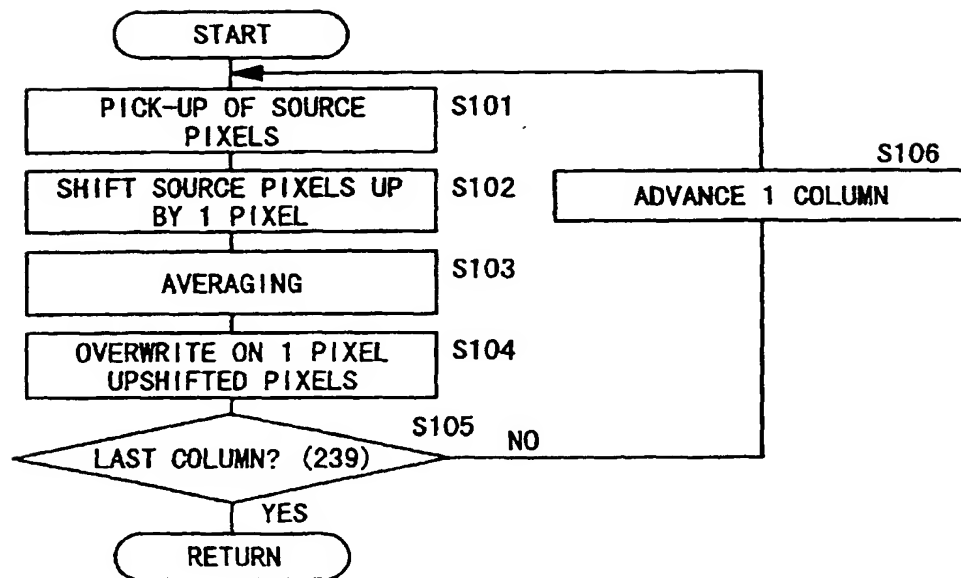 START
PICK-UP OF SOURCE
PIXELS
S101
SHIFT SOURCE PIXELS UP
BY 1 PIXEL
S102
AVERAGING
S103
OVERWRITE ON 1 PIXEL
UPSHIFTED PIXELS
S104
LAST COLUMN? (239)
S105
NO
S106
ADVANCE 1 COLUMN
YES
RETURN